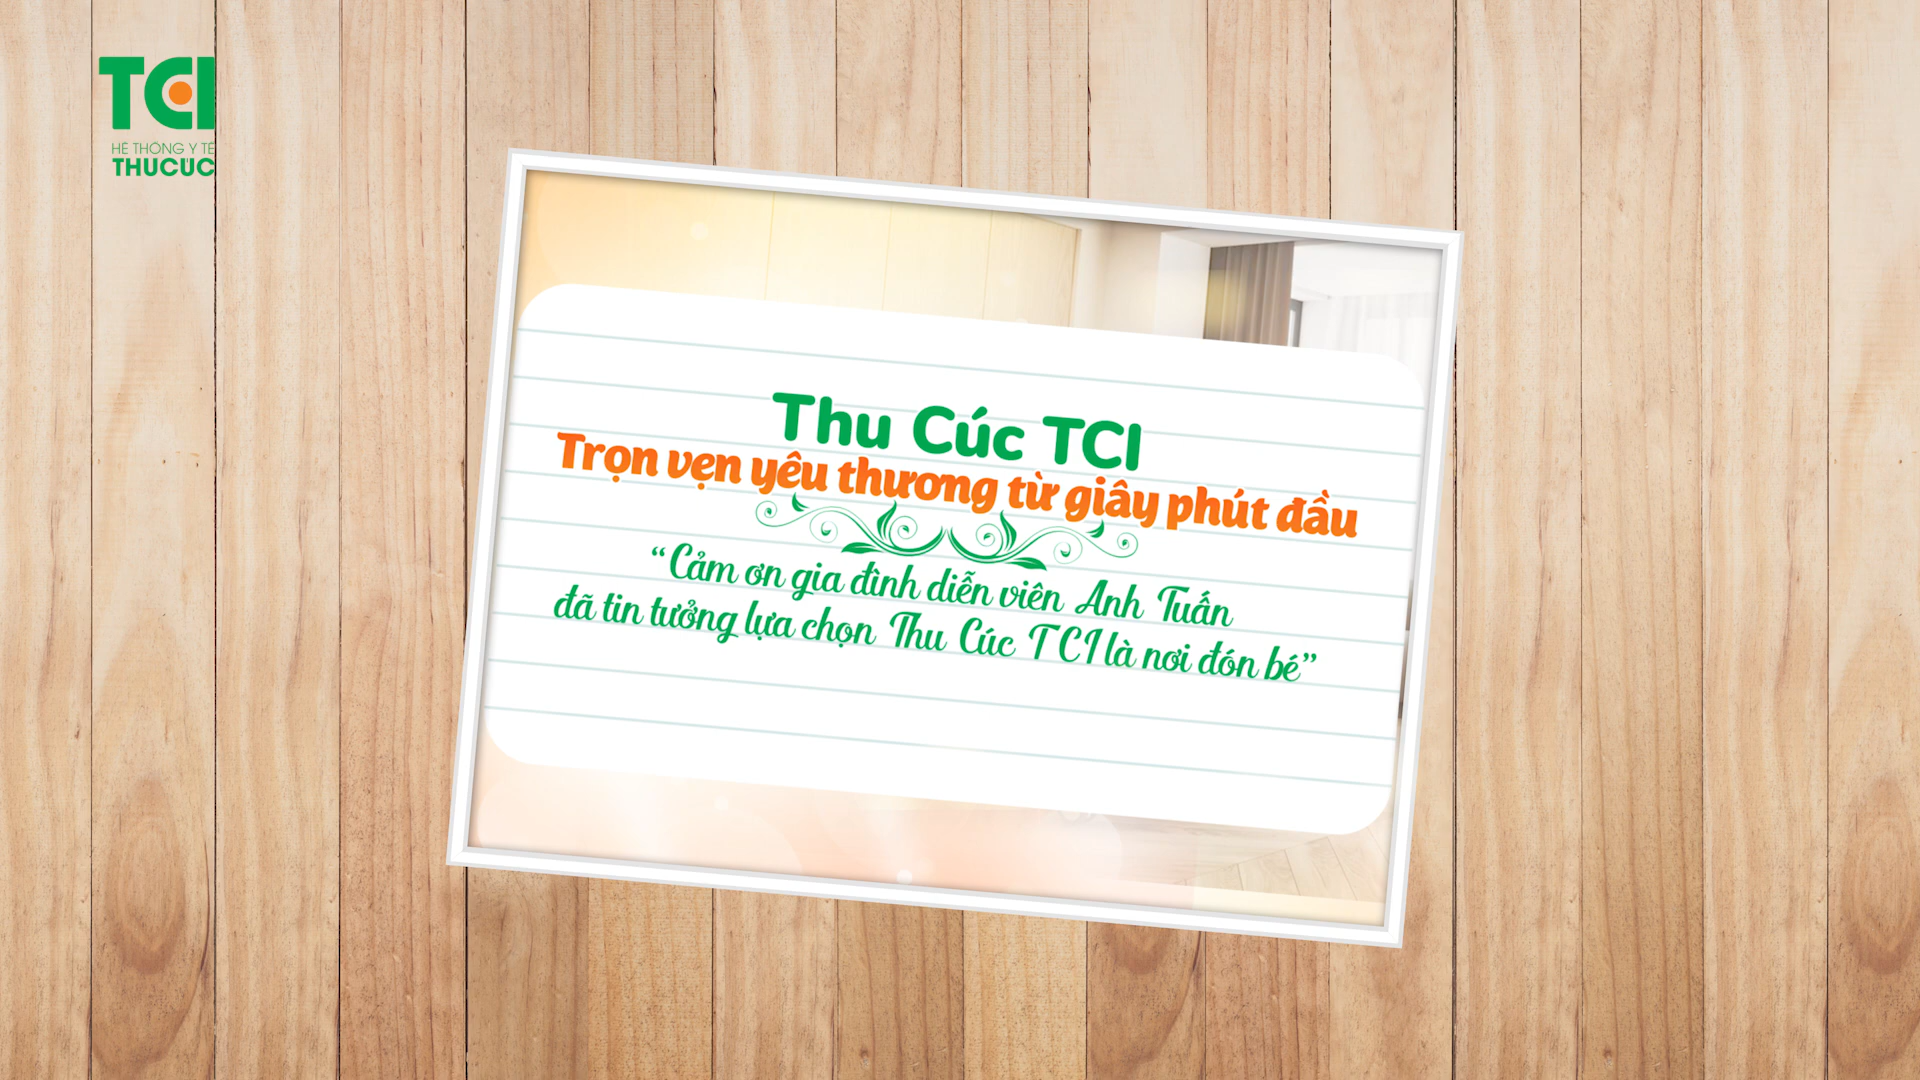 TCI
HỆ THỐNG Y TẾ
THUCUC
Thu Cúc TCI
Trọn vẹn yêu thương từ giây phút đầu
“Cảm ơn gia đình diễn viên Anh Tuấn
đã tin tưởng lựa chọn Thu Cúc TCI là nơi đón bé”